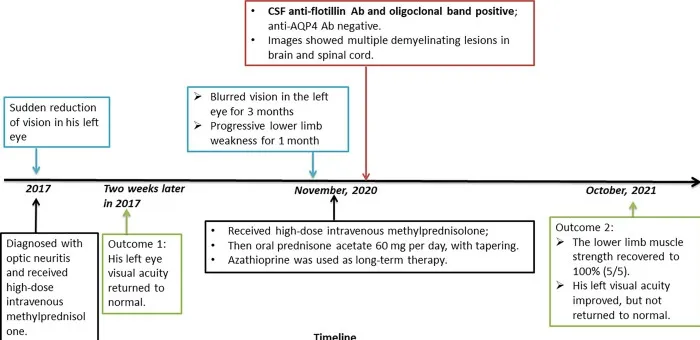 • CSF anti-flotillin Ab and oligoclonal band positive;
anti-AQP4 Ab negative.
• Images showed multiple demyelinating lesions in
brain and spinal cord.
Sudden reduction
of vision in his left
eye
➢ Blurred vision in the left
eye for 3 months
➢ Progressive lower limb
weakness for 1 month
2017
Two weeks later
in 2017
November, 2020
October, 2021
Diagnosed with
optic neuritis
and received
high-dose
intravenous
methylprednisol
one.
Outcome 1:
His left eye
visual acuity
returned to
normal.
• Received high-dose intravenous methylprednisolone;
• Then oral prednisone acetate 60 mg per day, with tapering.
• Azathioprine was used as long-term therapy.
Outcome 2:
➢ The lower limb muscle
strength recovered to
100% (5/5).
➢ His left visual acuity
improved, but not
returned to normal.
Timeline